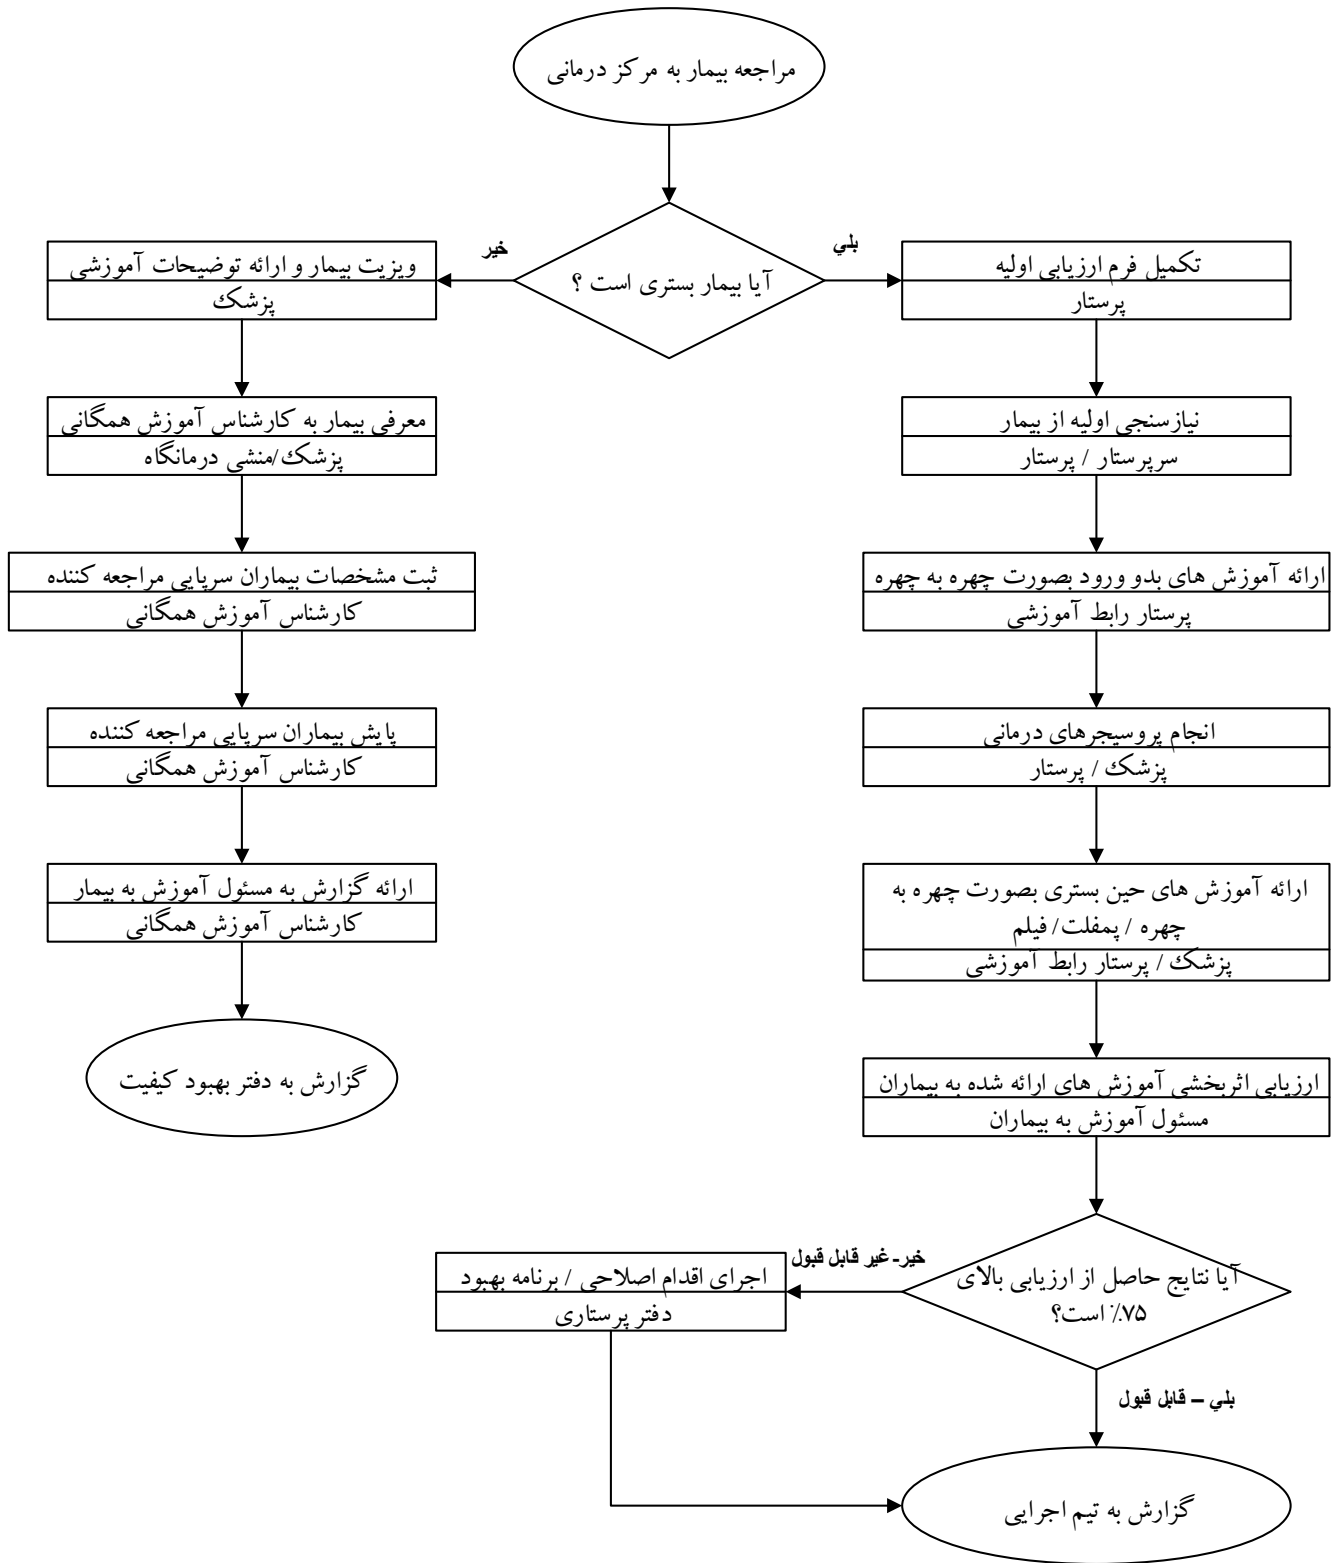 مراجعه بیمار به مرکز درمانی
آیا بیمار بستری است ؟
بلي
خیر
تکمیل فرم ارزیابی اولیه
پرستار
نیازسنجی اولیه از بیمار
سرپرستار / پرستار
ارائه آموزش های بدو ورود بصورت چهره به چهره
پرستار رابط آموزشی
انجام پروسیجرهای درمانی
پزشک / پرستار
ارائه آموزش های حین بستری بصورت چهره به
چهره / پمفلت/ فیلم
پزشک / پرستار رابط آموزشی
ارزیابی اثربخشی آموزش های ارائه شده به بیماران
مسئول آموزش به بیماران
آیا نتایج حاصل از ارزیابی بالای
۷۵٪ است؟
خیر- غیر قابل قبول
اجرای اقدام اصلاحی / برنامه بهبود
دفتر پرستاری
بلي – قابل قبول
گزارش به تیم اجرایی
ویزیت بیمار و ارائه توضیحات آموزشی
پزشک
معرفی بیمار به کارشناس آموزش همگانی
پزشک/منشی درمانگاه
ثبت مشخصات بیماران سرپایی مراجعه کننده
کارشناس آموزش همگانی
پایش بیماران سرپایی مراجعه کننده
کارشناس آموزش همگانی
ارائه گزارش به مسئول آموزش به بیمار
کارشناس آموزش همگانی
گزارش به دفتر بهبود کیفیت